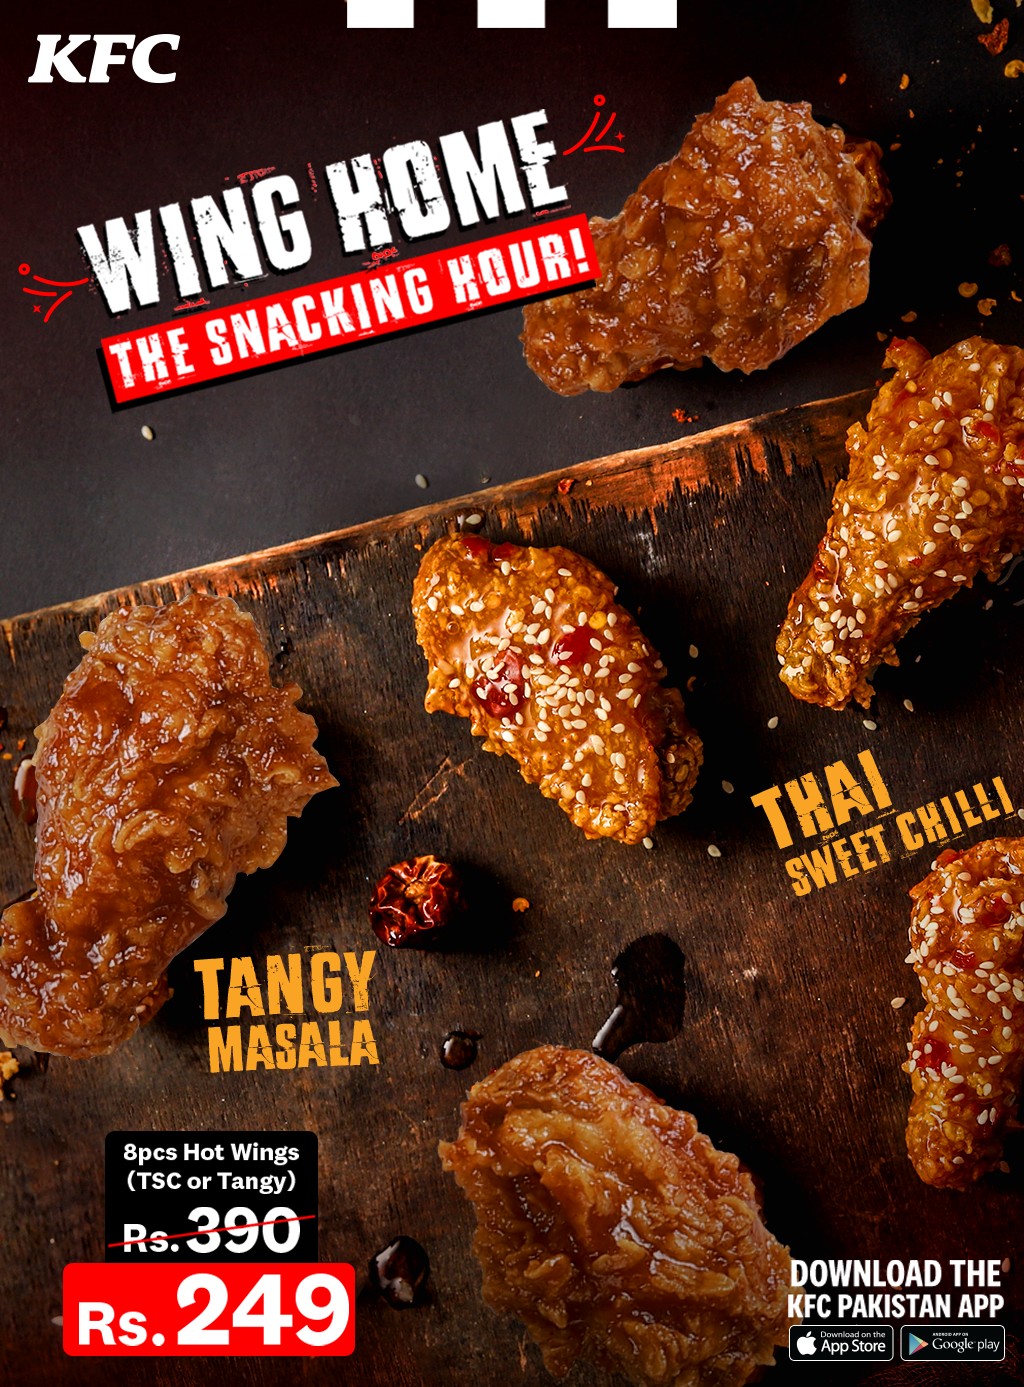 KFC
WING HOME
THE SNACKING HOUR!
THAI
SWEET CHILLI
TANGY
MASALA
8pcs Hot Wings
(TSC or Tangy)
Rs. 390
Rs. 249
DOWNLOAD THE
KFC PAKISTAN APP
Download on the
App Store
ANDROID APP ON
Google play